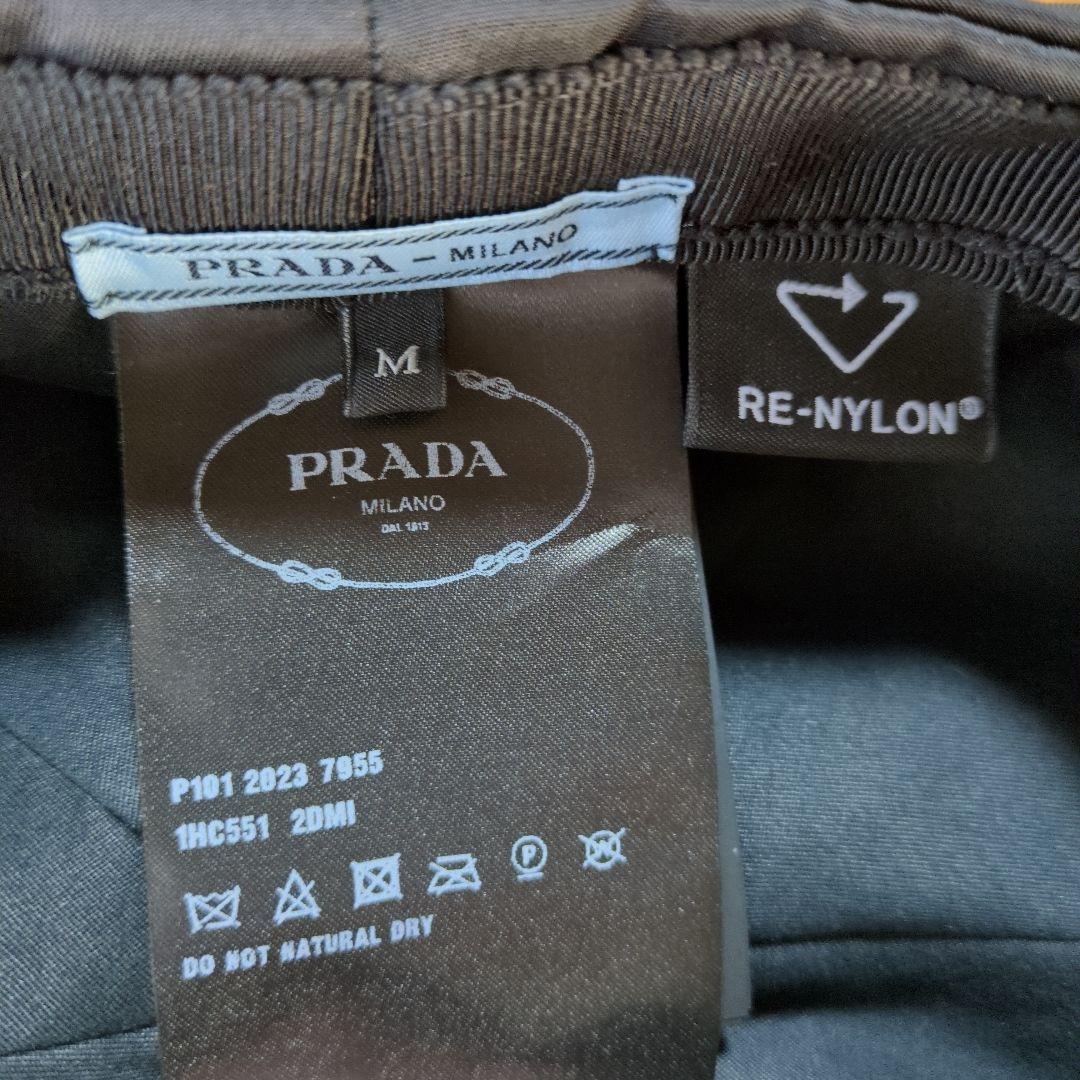 PRADA - MILANO
M
RE-NYLON®
PRADA
MILANO
DAL 1913
P101 2023 7955
1HC551 2DMI
P
DO NOT NATURAL DRY